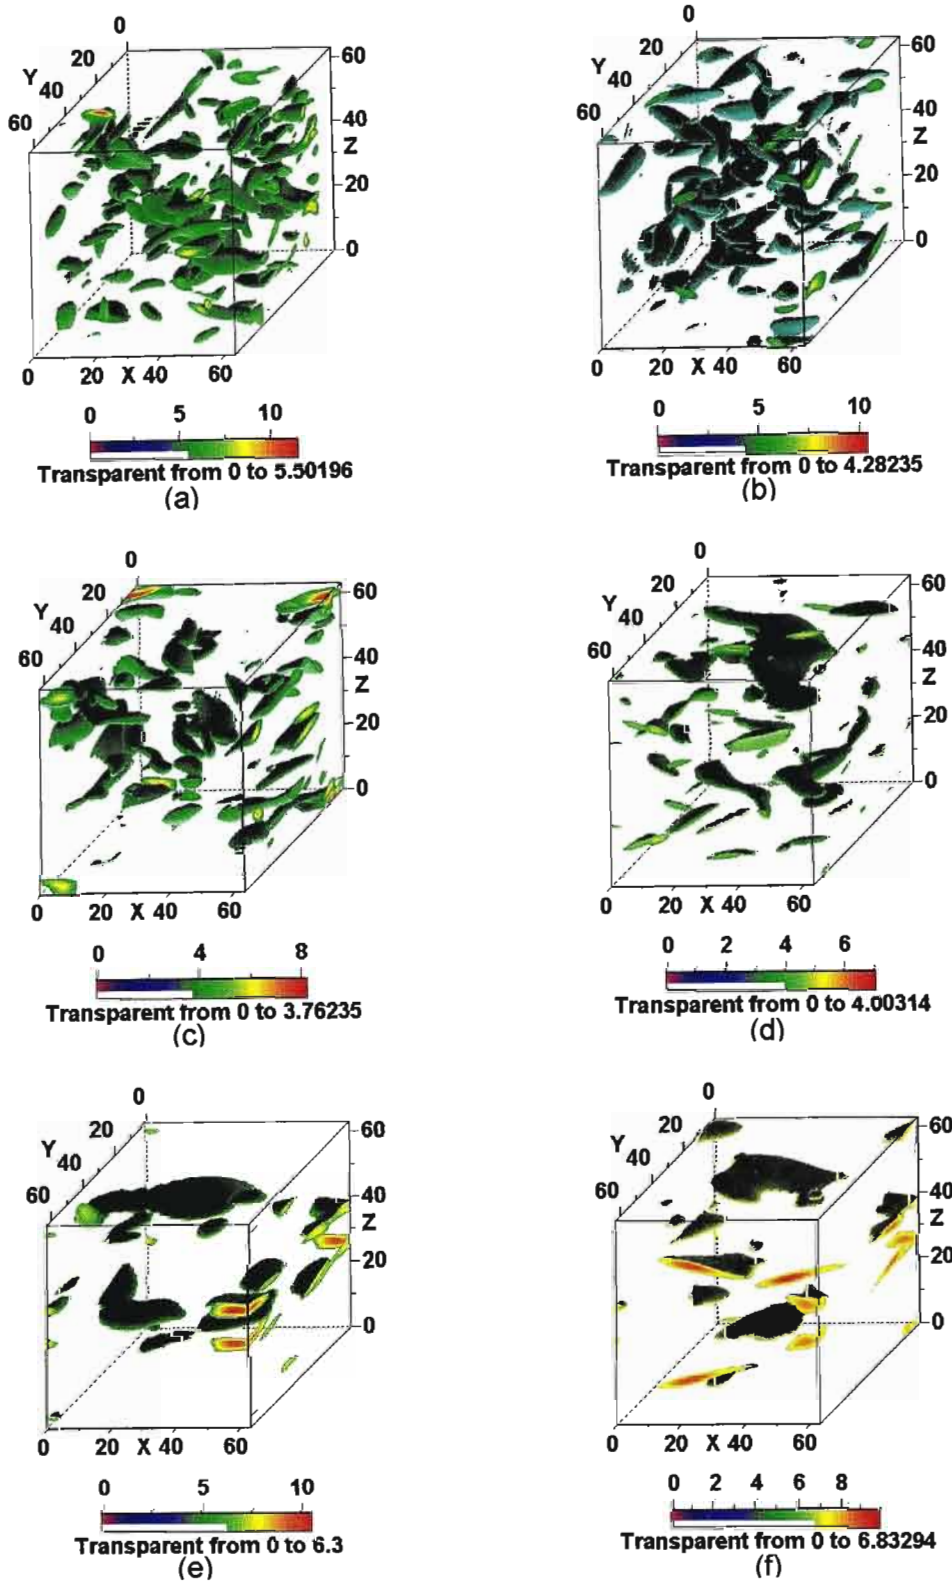 0
20
Y
40
60
60
40
Z
20
0
0 20 X 40 60
0 5 10
Transparent from 0 to 5.50196
(a)
0
20
Y
40
60
60
40
Z
20
0
0 20 X 40 60
0 5 10
Transparent from 0 to 4.28235
(b)
0
20
Y
40
60
60
40
Z
20
0
0 20 X 40 60
0 4 8
Transparent from 0 to 3.76235
(c)
0
20
Y
40
60
60
40
Z
20
0
0 20 X 40 60
0 2 4 6
Transparent from 0 to 4.00314
(d)
0
20
Y
40
60
60
40
Z
20
0
0 20 X 40 60
0 5 10
Transparent from 0 to 6.3
(e)
0
20
Y
40
60
60
40
Z
20
0
0 20 X 40 60
0 2 4 6 8
Transparent from 0 to 6.83294
(f)